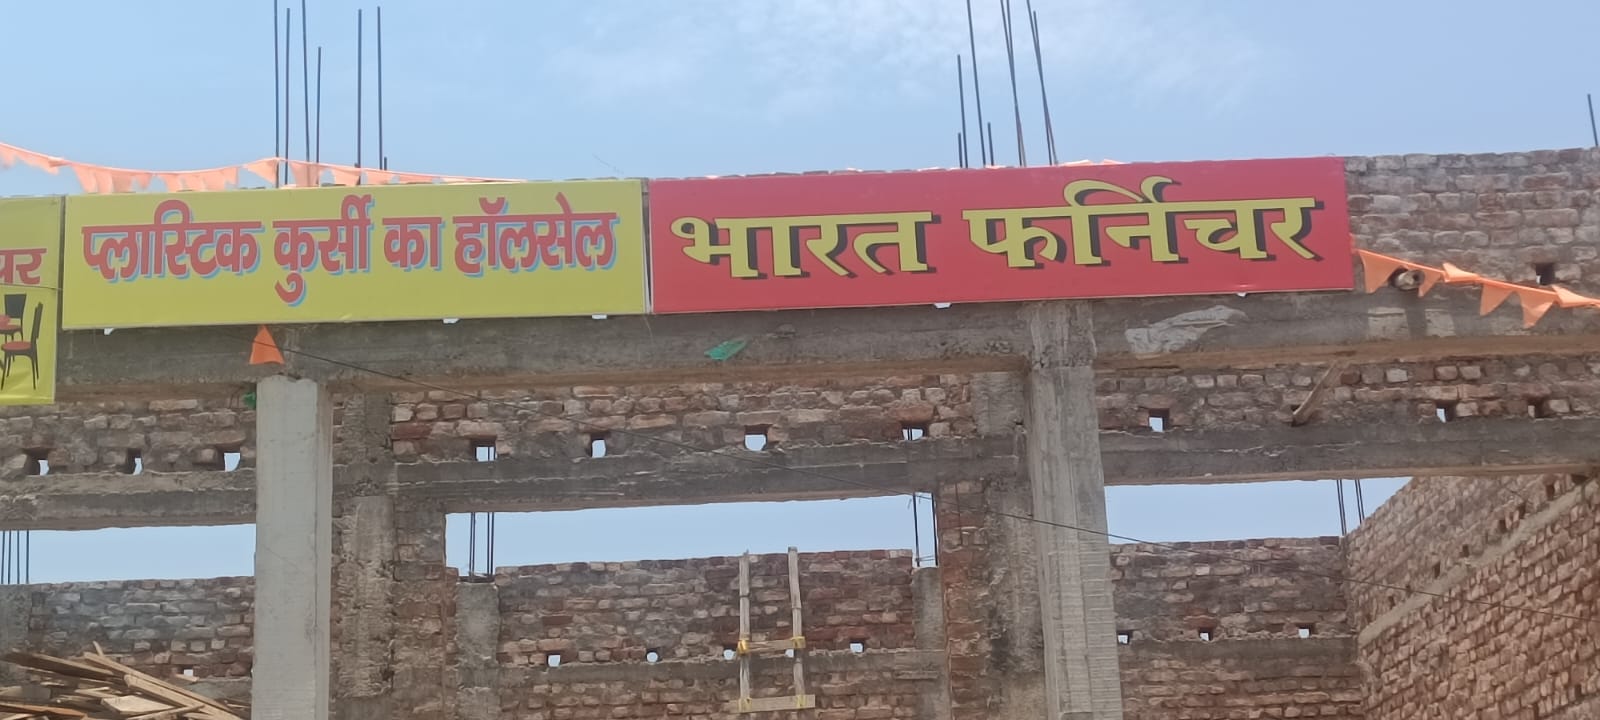 प्लास्टिक कुर्सी का हॉलसेल
भारत फर्निचर